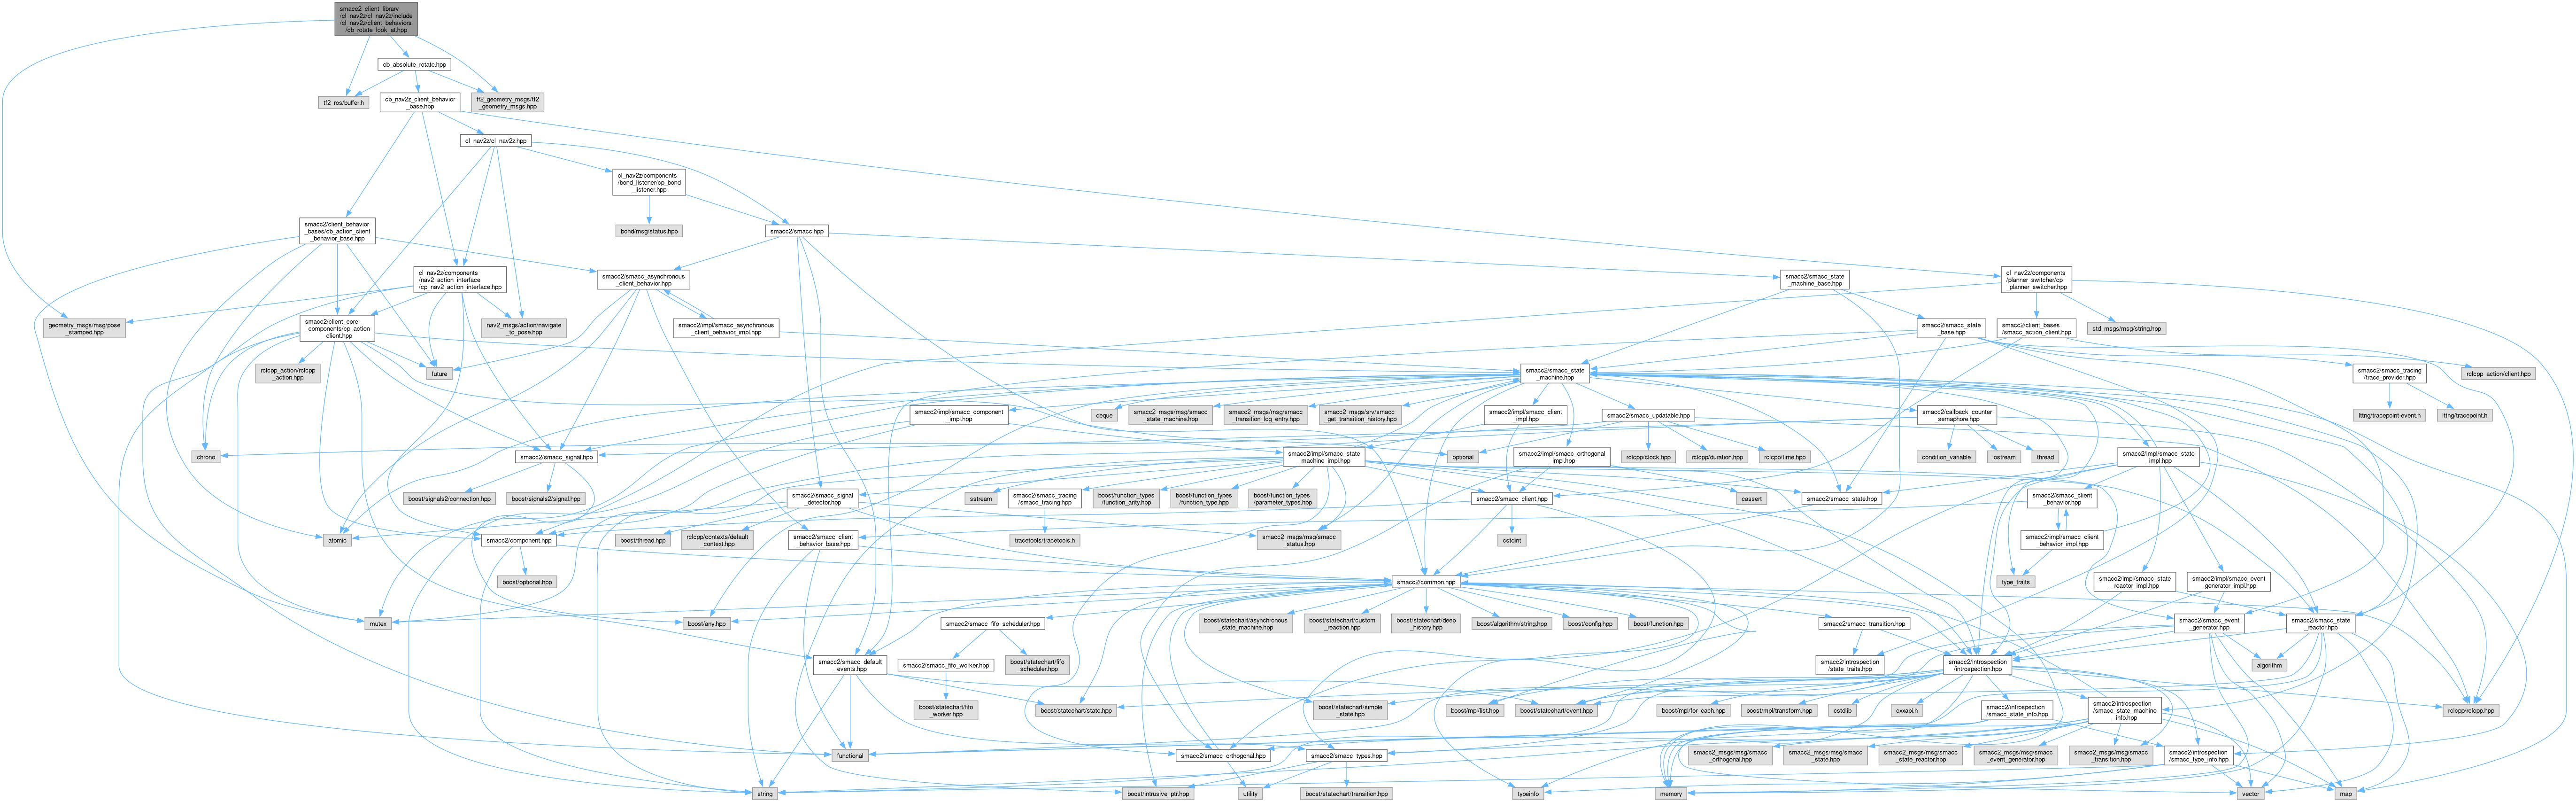 smacc2_client_library
/cl_nav2z/cl_nav2z/include
/cl_nav2z/client_behaviors
/cb_rotate_look_at.hpp
cb_absolute_rotate.hpp
tf2_ros/buffer.h
cb_nav2z_client_behavior
_base.hpp
tf2_geometry_msgs/tf2
_geometry_msgs.hpp
cl_nav2z/cl_nav2z.hpp
cl_nav2z/components
/bond_listener/cp_bond
_listener.hpp
smacc2/client_behavior
_bases/cb_action_client
_behavior_base.hpp
bond/msg/status.hpp
smacc2/smacc.hpp
cl_nav2z/components
/nav2_action_interface
/cp_nav2_action_interface.hpp
smacc2/smacc_asynchronous
_client_behavior.hpp
smacc2/smacc_state
_machine_base.hpp
cl_nav2z/components
/planner_switcher/cp
_planner_switcher.hpp
geometry_msgs/msg/pose
_stamped.hpp
smacc2/client_core
_components/cp_action
_client.hpp
nav2_msgs/action/navigate
_to_pose.hpp
smacc2/impl/smacc_asynchronous
_client_behavior_impl.hpp
smacc2/smacc_state
_base.hpp
smacc2/client_bases
/smacc_action_client.hpp
std_msgs/msg/string.hpp
rclcpp_action/rclcpp
_action.hpp
future
smacc2/smacc_state
_machine.hpp
smacc2/smacc_tracing
/trace_provider.hpp
rclcpp_action/client.hpp
smacc2/impl/smacc_component
_impl.hpp
deque
smacc2_msgs/msg/smacc
_state_machine.hpp
smacc2_msgs/msg/smacc
_transition_log_entry.hpp
smacc2_msgs/srv/smacc
_get_transition_history.hpp
smacc2/impl/smacc_client
_impl.hpp
smacc2/smacc_updatable.hpp
smacc2/callback_counter
_semaphore.hpp
lttng/tracepoint-event.h
lttng/tracepoint.h
chrono
smacc2/smacc_signal.hpp
optional
smacc2/impl/smacc_state
_machine_impl.hpp
smacc2/impl/smacc_orthogonal
_impl.hpp
rclcpp/clock.hpp
rclcpp/duration.hpp
rclcpp/time.hpp
condition_variable
iostream
thread
smacc2/impl/smacc_state
_impl.hpp
boost/signals2/connection.hpp
boost/signals2/signal.hpp
smacc2/smacc_signal
_detector.hpp
sstream
smacc2/smacc_tracing
/smacc_tracing.hpp
boost/function_types
/function_arity.hpp
boost/function_types
/function_type.hpp
boost/function_types
/parameter_types.hpp
smacc2/smacc_client.hpp
cassert
smacc2/smacc_state.hpp
smacc2/smacc_client
_behavior.hpp
atomic
smacc2/component.hpp
boost/thread.hpp
rclcpp/contexts/default
_context.hpp
smacc2/smacc_client
_behavior_base.hpp
tracetools/tracetools.h
smacc2_msgs/msg/smacc
_status.hpp
cstdint
smacc2/impl/smacc_client
_behavior_impl.hpp
boost/optional.hpp
smacc2/common.hpp
type_traits
smacc2/impl/smacc_state
_reactor_impl.hpp
smacc2/impl/smacc_event
_generator_impl.hpp
mutex
boost/any.hpp
smacc2/smacc_fifo_scheduler.hpp
boost/statechart/asynchronous
_state_machine.hpp
boost/statechart/custom
_reaction.hpp
boost/statechart/deep
_history.hpp
boost/algorithm/string.hpp
boost/config.hpp
boost/function.hpp
smacc2/smacc_transition.hpp
smacc2/smacc_event
_generator.hpp
smacc2/smacc_state
_reactor.hpp
smacc2/smacc_default
_events.hpp
smacc2/smacc_fifo_worker.hpp
boost/statechart/fifo
_scheduler.hpp
smacc2/introspection
/state_traits.hpp
smacc2/introspection
/introspection.hpp
algorithm
boost/statechart/fifo
_worker.hpp
boost/statechart/state.hpp
boost/statechart/simple
_state.hpp
boost/mpl/list.hpp
boost/statechart/event.hpp
boost/mpl/for_each.hpp
boost/mpl/transform.hpp
cstdlib
cxxabi.h
smacc2/introspection
/smacc_state_info.hpp
smacc2/introspection
/smacc_state_machine
_info.hpp
rclcpp/rclcpp.hpp
functional
smacc2/smacc_orthogonal.hpp
smacc2/smacc_types.hpp
smacc2_msgs/msg/smacc
_orthogonal.hpp
smacc2_msgs/msg/smacc
_state.hpp
smacc2_msgs/msg/smacc
_state_reactor.hpp
smacc2_msgs/msg/smacc
_event_generator.hpp
smacc2_msgs/msg/smacc
_transition.hpp
smacc2/introspection
/smacc_type_info.hpp
string
boost/intrusive_ptr.hpp
utility
boost/statechart/transition.hpp
typeinfo
memory
vector
map